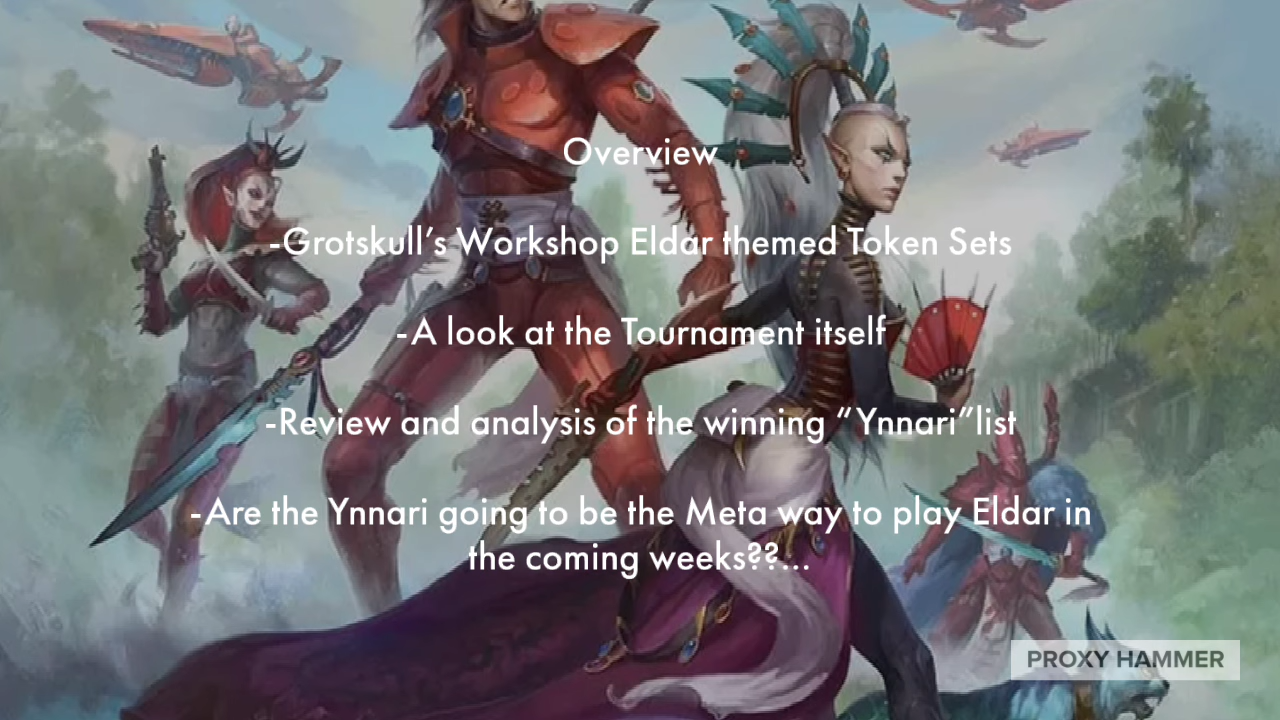 Overview
-Grotskull’s Workshop Eldar themed Token Sets
-A look at the Tournament itself
-Review and analysis of the winning “Ynnari”list
-Are the Ynnari going to be the Meta way to play Eldar in
the coming weeks??...
PROXY HAMMER